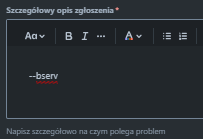 Szczegółowy opis zgłoszenia*
Aa B I ... A
--bserv
Napisz szczegółowo na czym polega problem